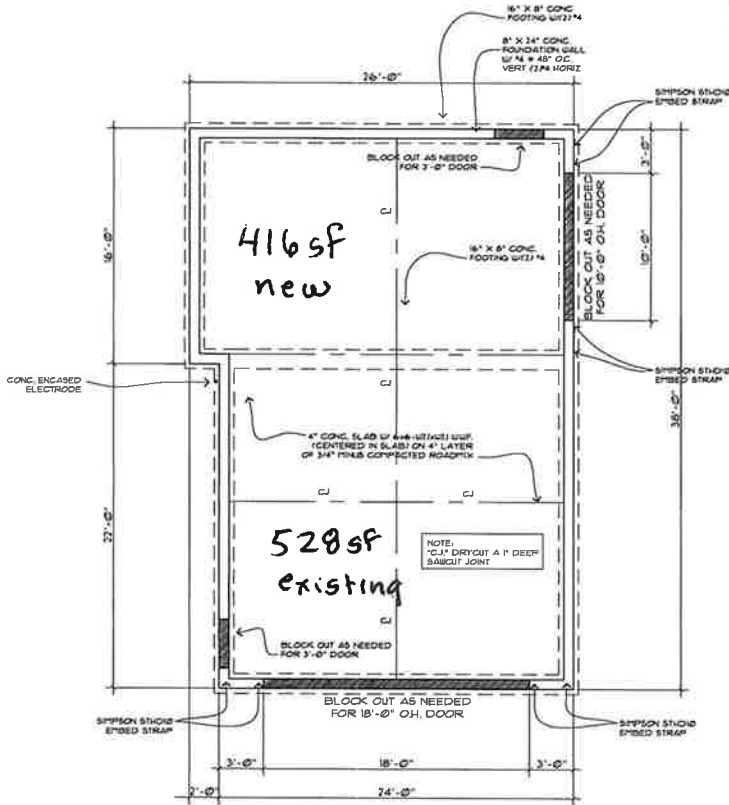 16" X 8" CONC.
FOOTING W/(2) #4
8" X 24" CONC.
FOUNDATION WALL
W/ #4 @ 48" O.C.
VERT (2)#4 HORIZ
26'-0"
SIMPSON STHD10
EMBED STRAP
BLOCK OUT AS NEEDED
FOR 3'-0" DOOR
3'-0"
CJ
416 sf
new
16'-0"
16" X 8" CONC.
FOOTING W/(2) #4
BLOCK OUT AS NEEDED
FOR 10'-0" O.H. DOOR
10'-0"
CONC. ENCASED
ELECTRODE
CJ
SIMPSON STHD10
EMBED STRAP
38'-0"
4" CONC. SLAB W/ 6x6-W1.4xW1.4 WWF
(CENTERED IN SLAB) ON 4" LAYER
OF 3/4" MINUS COMPACTED ROADMIX
CJ
CJ
22'-0"
528 sf
existing
NOTE:
"C.J." DRYCUT A 1" DEEP
SAWCUT JOINT
CJ
BLOCK OUT AS NEEDED
FOR 3'-0" DOOR
SIMPSON STHD10
EMBED STRAP
BLOCK OUT AS NEEDED
FOR 18'-0" O.H. DOOR
SIMPSON STHD10
EMBED STRAP
3'-0"
18'-0"
3'-0"
2'-0"
24'-0"